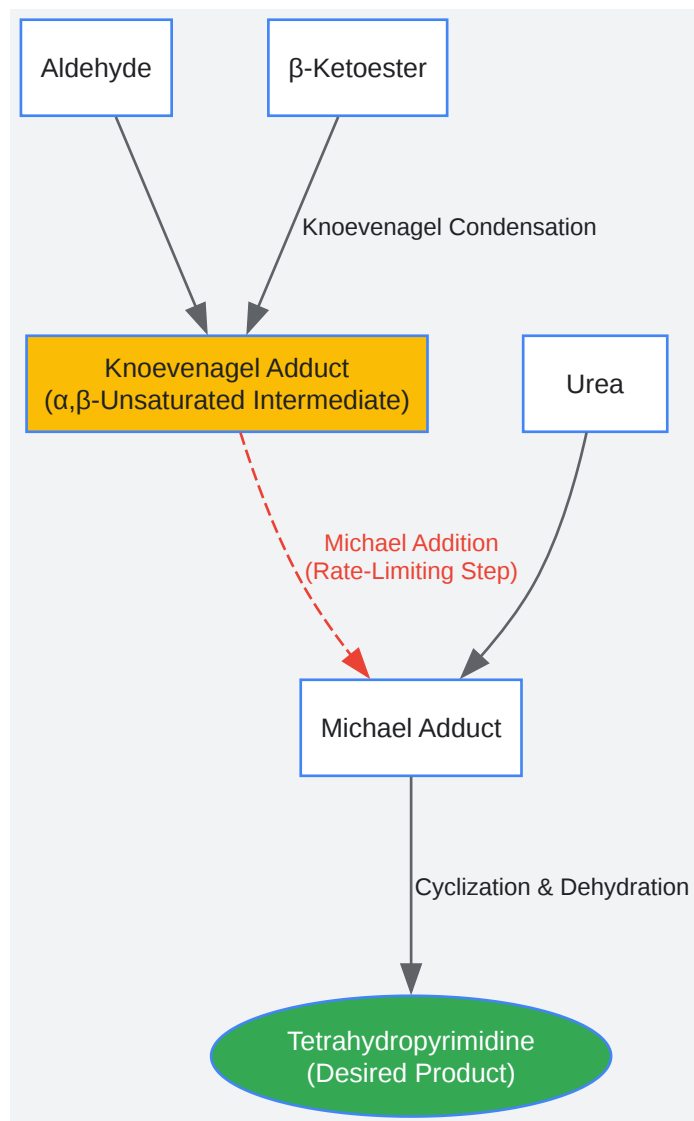 Aldehyde
β-Ketoester
Knoevenagel Condensation
Knoevenagel Adduct
(α,β-Unsaturated Intermediate)
Urea
Michael Addition
(Rate-Limiting Step)
Michael Adduct
Cyclization & Dehydration
Tetrahydropyrimidine
(Desired Product)